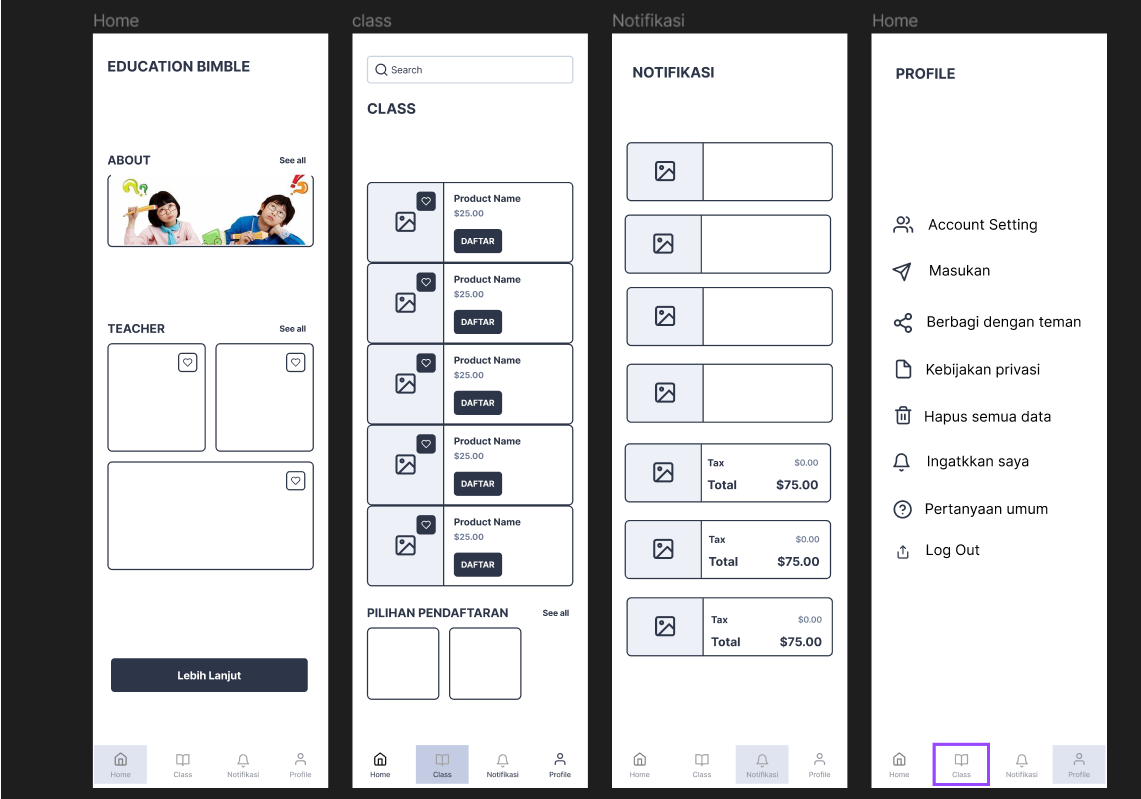 Home
EDUCATION BIMBLE
ABOUT
See all
TEACHER
See all
Lebih Lanjut
Home
Class
Notifikasi
Profile
class
Search
CLASS
Product Name
$25.00
DAFTAR
Product Name
$25.00
DAFTAR
Product Name
$25.00
DAFTAR
Product Name
$25.00
DAFTAR
Product Name
$25.00
DAFTAR
PILIHAN PENDAFTARAN
See all
Home
Class
Notifikasi
Profile
Notifikasi
NOTIFIKASI
Tax $0.00
Total $75.00
Tax $0.00
Total $75.00
Tax $0.00
Total $75.00
Home
Class
Notifikasi
Profile
Home
PROFILE
Account Setting
Masukan
Berbagi dengan teman
Kebijakan privasi
Hapus semua data
Ingatkkan saya
Pertanyaan umum
Log Out
Home
Class
Notifikasi
Profile